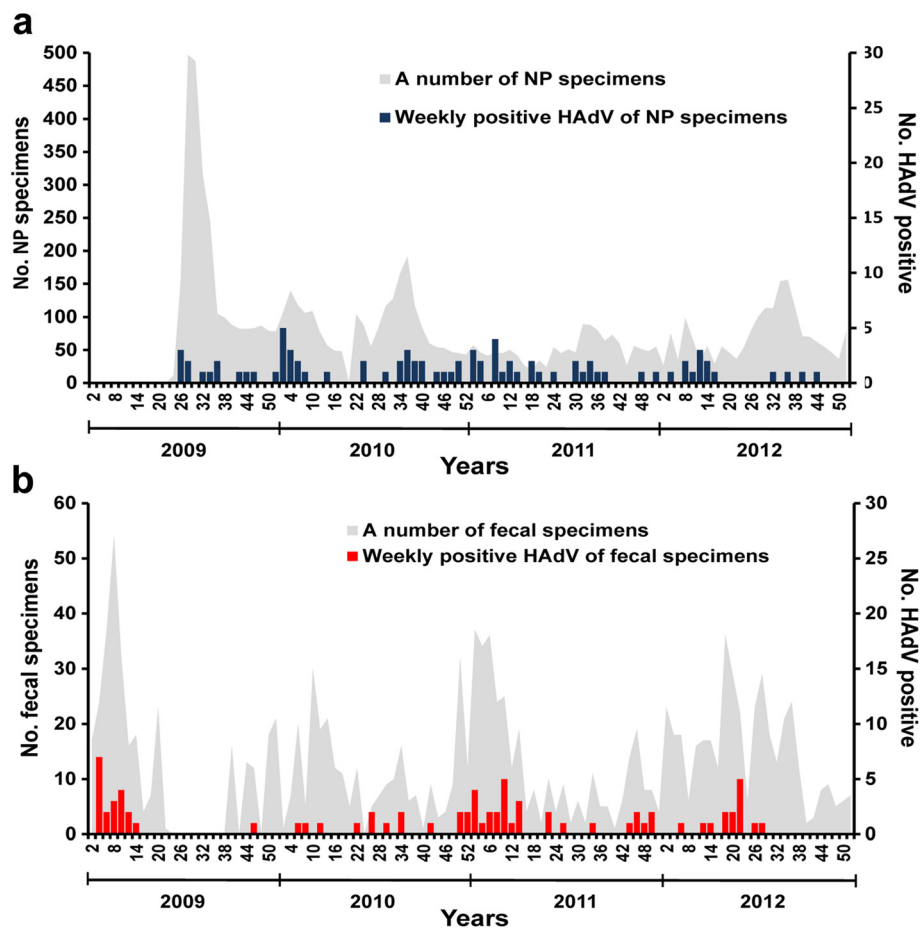 a
500
450
400
350
300
250
200
150
100
50
0
No. NP specimens
A number of NP specimens
Weekly positive HAdV of NP specimens
30
25
20
15
10
5
0
No. HAdV positive
2 8 14 20 26 32 38 44 50 4 10 16 22 28 34 40 46 52 6 12 18 24 30 36 42 48 2 8 14 20 26 32 38 44 50
2009 2010 2011 2012
Years
b
60
50
40
30
20
10
0
No. fecal specimens
A number of fecal specimens
Weekly positive HAdV of fecal specimens
30
25
20
15
10
5
0
No. HAdV positive
2 8 14 20 26 32 38 44 50 4 10 16 22 28 34 40 46 52 6 12 18 24 30 36 42 48 2 8 14 20 26 32 38 44 50
2009 2010 2011 2012
Years